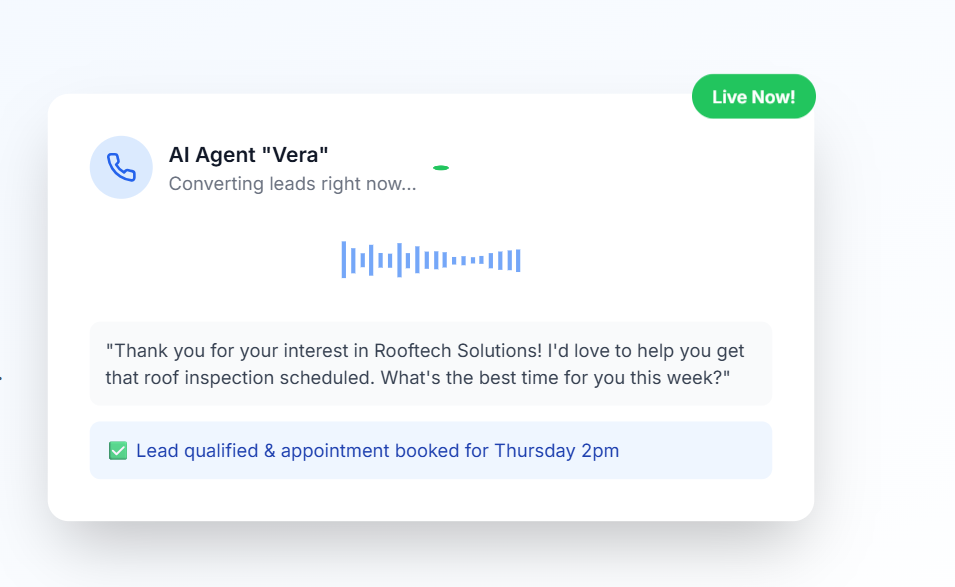 Live Now!
AI Agent "Vera"
Converting leads right now...
"Thank you for your interest in Rooftech Solutions! I'd love to help you get
that roof inspection scheduled. What's the best time for you this week?"
✅ Lead qualified & appointment booked for Thursday 2pm